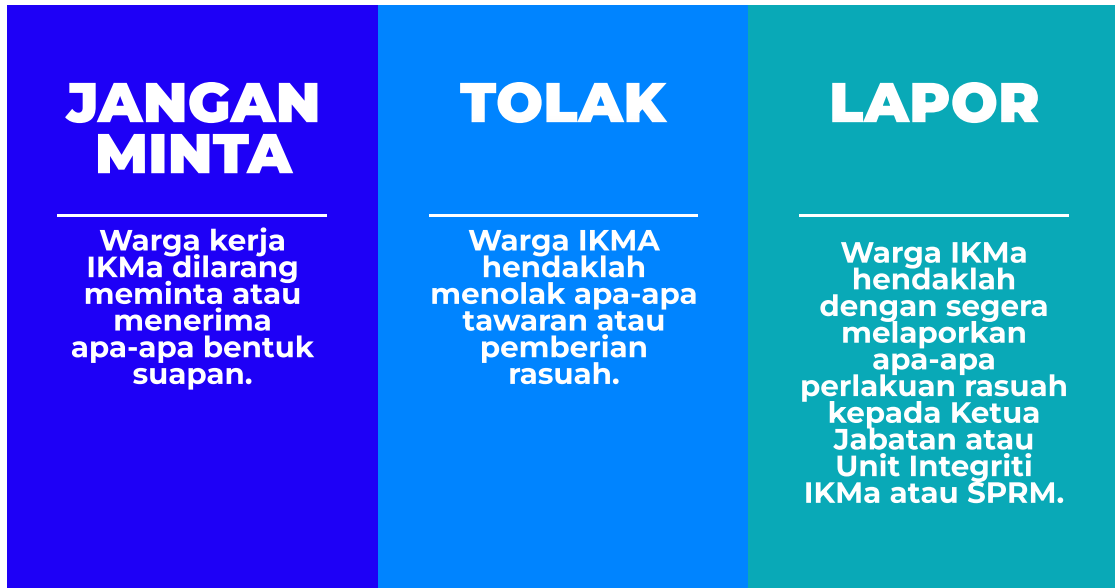 JANGAN
MINTA
Warga kerja
IKMa dilarang
meminta atau
menerima
apa-apa bentuk
suapan.
TOLAK
Warga IKMA
hendaklah
menolak apa-apa
tawaran atau
pemberian
rasuah.
LAPOR
Warga IKMa
hendaklah
dengan segera
melaporkan
apa-apa
perlakuan rasuah
kepada Ketua
Jabatan atau
Unit Integriti
IKMa atau SPRM.